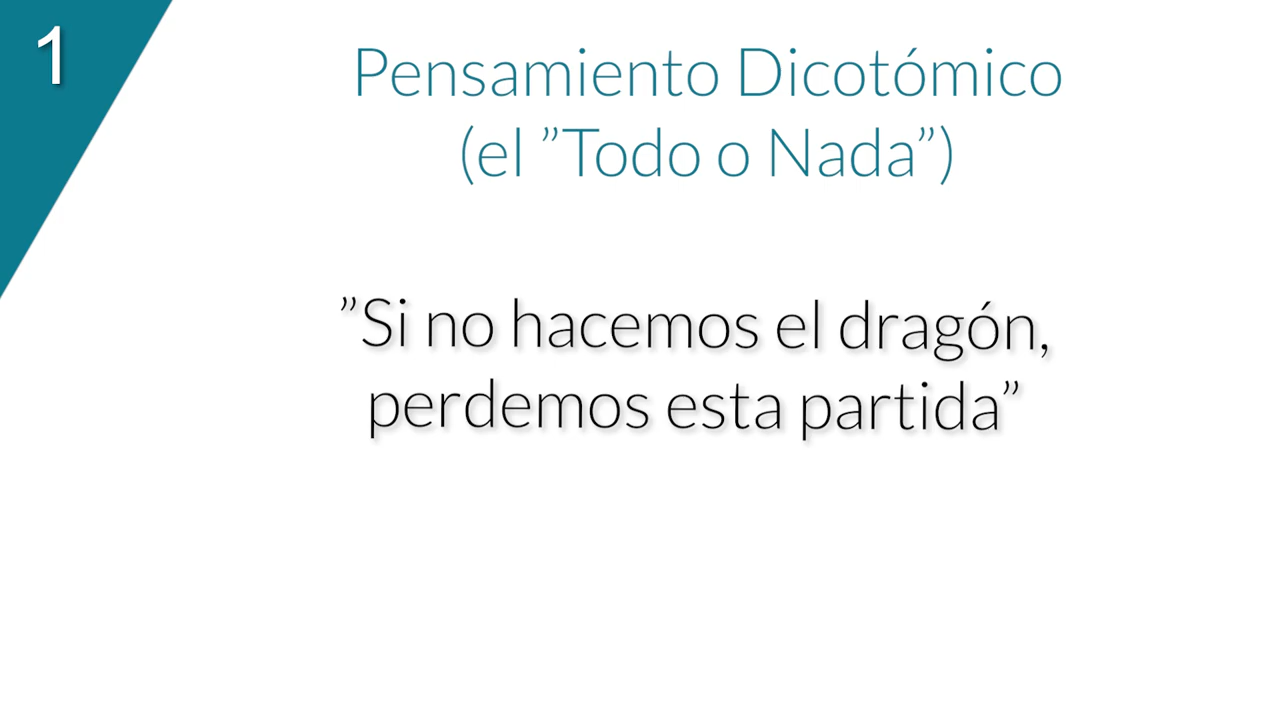 1
Pensamiento Dicotómico
(el ”Todo o Nada”)
”Si no hacemos el dragón,
perdemos esta partida”